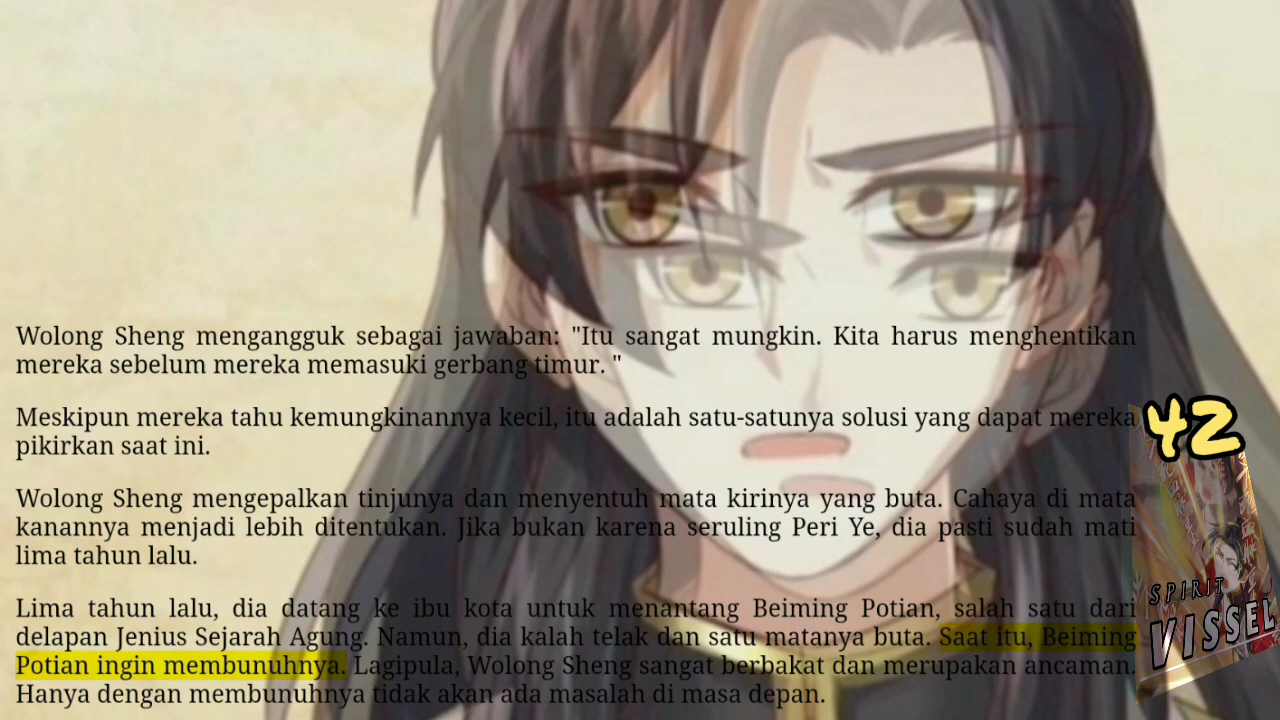 Wolong Sheng mengangguk sebagai jawaban: "Itu sangat mungkin. Kita harus menghentikan
mereka sebelum mereka memasuki gerbang timur. "
Meskipun mereka tahu kemungkinannya kecil, itu adalah satu-satunya solusi yang dapat mereka
pikirkan saat ini.
Wolong Sheng mengepalkan tinjunya dan menyentuh mata kirinya yang buta. Cahaya di mata
kanannya menjadi lebih ditentukan. Jika bukan karena seruling Peri Ye, dia pasti sudah mati
lima tahun lalu.
Lima tahun lalu, dia datang ke ibu kota untuk menantang Beiming Potian, salah satu dari
delapan Jenius Sejarah Agung. Namun, dia kalah telak dan satu matanya buta. Saat itu, Beiming
Potian ingin membunuhnya. Lagipula, Wolong Sheng sangat berbakat dan merupakan ancaman.
Hanya dengan membunuhnya tidak akan ada masalah di masa depan.
42
SPIRIT
VISSEL